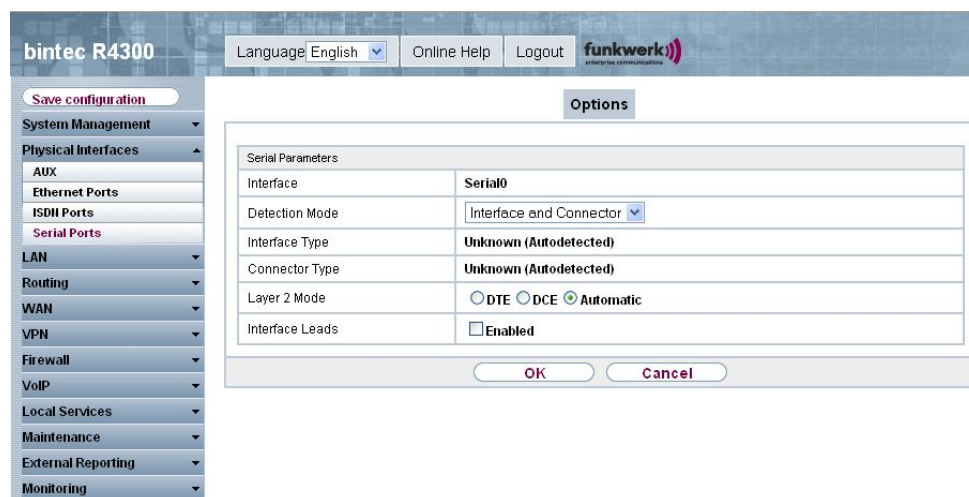 bintec R4300
Language English
Online Help
Logout
funkwerk
enterprise communications
Save configuration
System Management
Physical Interfaces
AUX
Ethernet Ports
ISDN Ports
Serial Ports
LAN
Routing
WAN
VPN
Firewall
VoIP
Local Services
Maintenance
External Reporting
Monitoring
Options
Serial Parameters
Interface Serial0
Detection Mode Interface and Connector
Interface Type Unknown (Autodetected)
Connector Type Unknown (Autodetected)
Layer 2 Mode DTE DCE Automatic
Interface Leads Enabled
OK Cancel